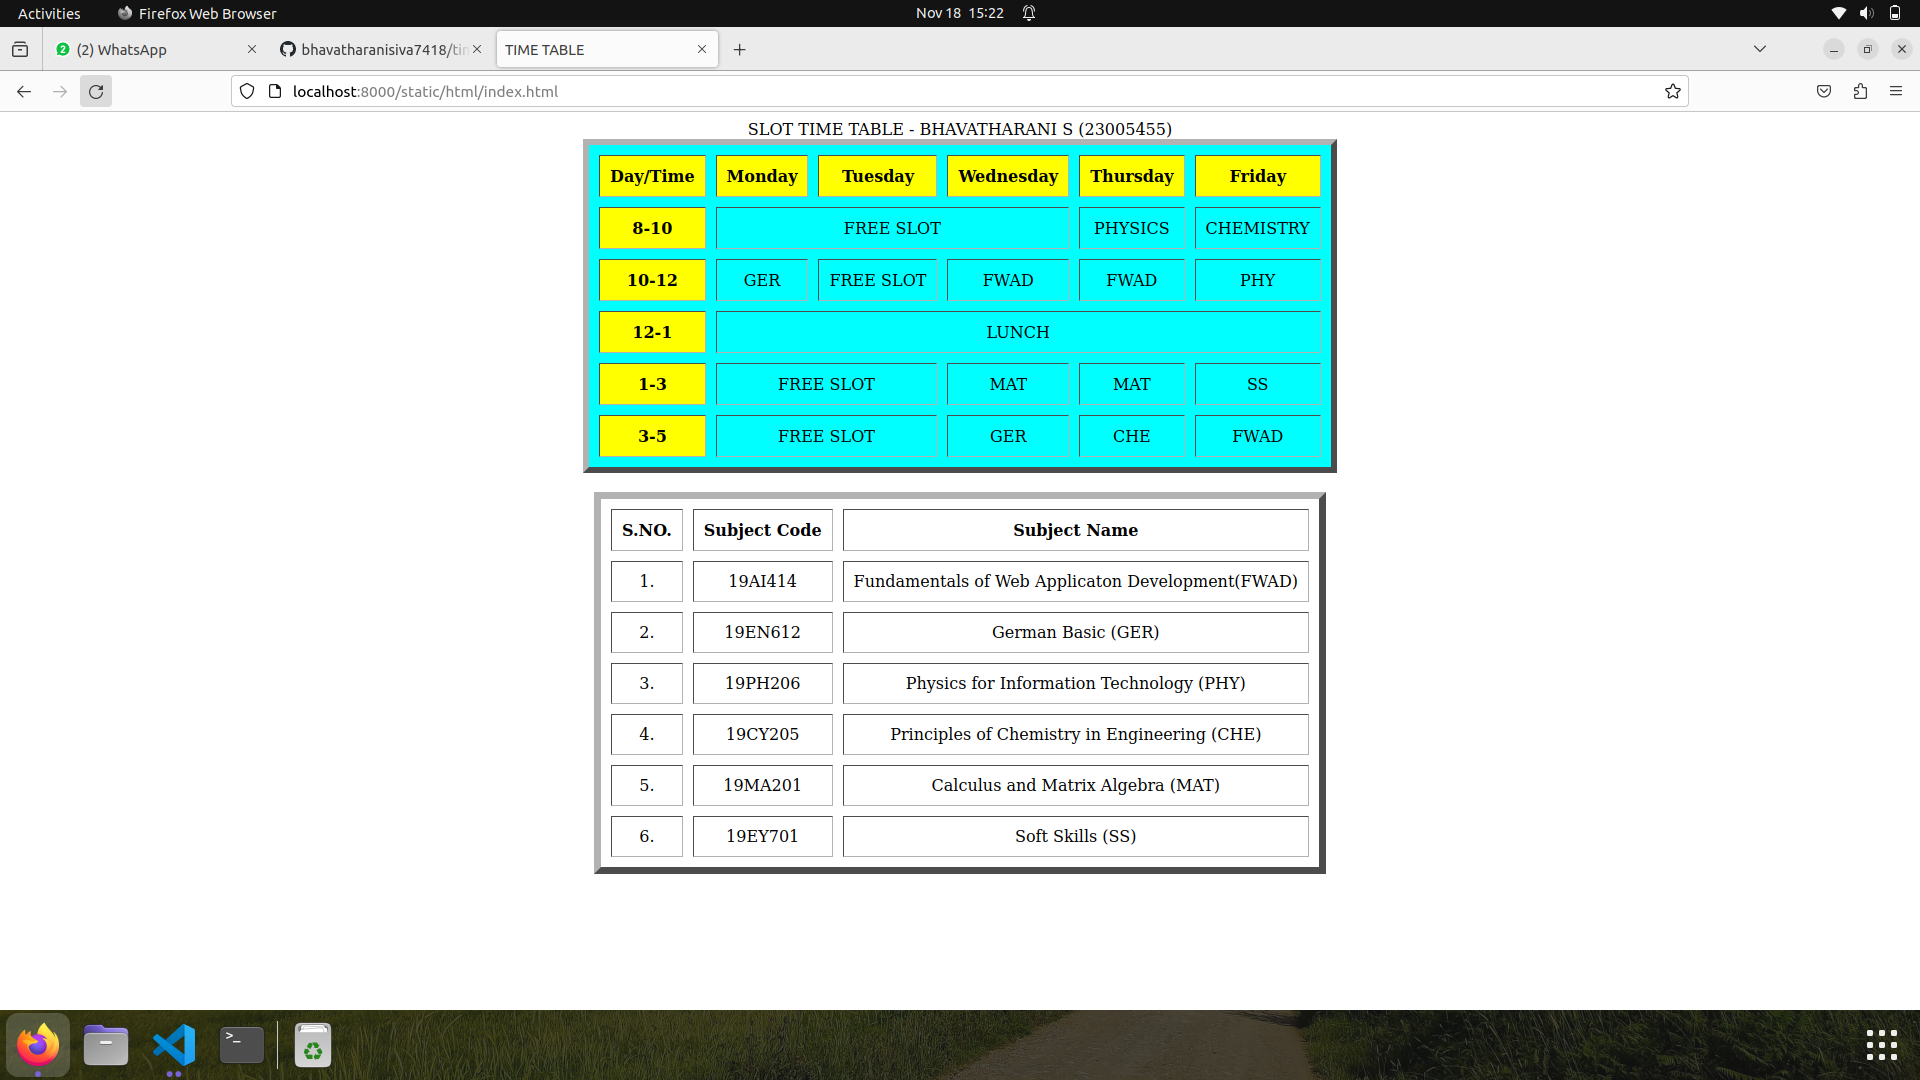 Activities Firefox Web Browser Nov 18 15:22
2 (2) WhatsApp bhavatharanisiva7418/tim TIME TABLE
localhost:8000/static/html/index.html
SLOT TIME TABLE - BHAVATHARANI S (23005455)
Day/Time Monday Tuesday Wednesday Thursday Friday
8-10 FREE SLOT PHYSICS CHEMISTRY
10-12 GER FREE SLOT FWAD FWAD PHY
12-1 LUNCH
1-3 FREE SLOT MAT MAT SS
3-5 FREE SLOT GER CHE FWAD
S.NO. Subject Code Subject Name
1. 19AI414 Fundamentals of Web Applicaton Development(FWAD)
2. 19EN612 German Basic (GER)
3. 19PH206 Physics for Information Technology (PHY)
4. 19CY205 Principles of Chemistry in Engineering (CHE)
5. 19MA201 Calculus and Matrix Algebra (MAT)
6. 19EY701 Soft Skills (SS)
>_